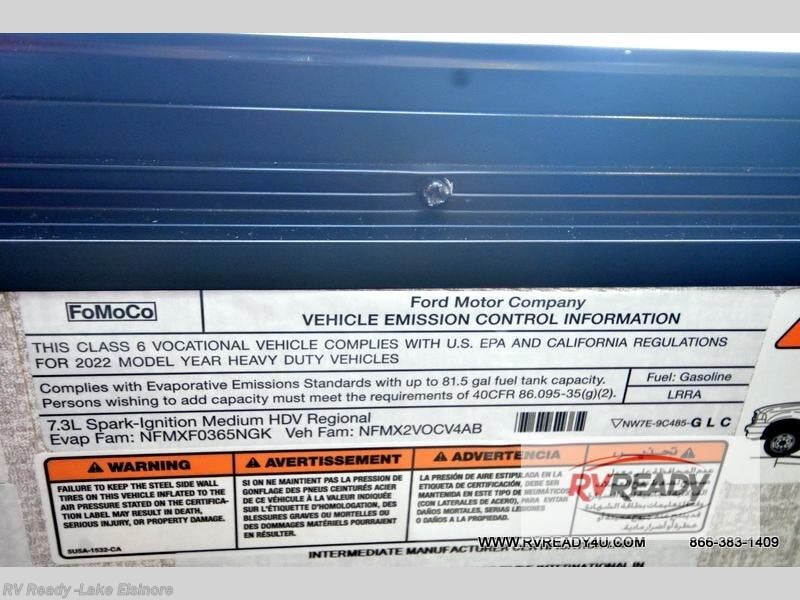 FoMoCo
Ford Motor Company
VEHICLE EMISSION CONTROL INFORMATION
THIS CLASS 6 VOCATIONAL VEHICLE COMPLIES WITH U.S. EPA AND CALIFORNIA REGULATIONS
FOR 2022 MODEL YEAR HEAVY DUTY VEHICLES
Complies with Evaporative Emissions Standards with up to 81.5 gal fuel tank capacity.
Persons wishing to add capacity must meet the requirements of 40CFR 86.095-35(g)(2).
Fuel: Gasoline
LRRA
7.3L Spark-Ignition Medium HDV Regional
Evap Fam: NFMXF0365NGK Veh Fam: NFMX2VOCV4AB
NW7E-9C485-GLC
WARNING
FAILURE TO KEEP THE STEEL SIDE WALL
TIRES ON THIS VEHICLE INFLATED TO THE
AIR PRESSURE STATED ON THE CERTIFICA-
TION LABEL MAY RESULT IN DEATH,
SERIOUS INJURY, OR PROPERTY DAMAGE.
SU5A-1532-CA
AVERTISSEMENT
SI ON NE MAINTIENT PAS LA PRESSION DE
GONFLAGE DES PNEUS CEINTURÉS ACIER
DE CE VÉHICULE À LA VALEUR INDIQUÉE
SUR L'ÉTIQUETTE D'HOMOLOGATION, DES
BLESSURES GRAVES OU MORTELLES OU
DES DOMMAGES MATÉRIELS POURRAIENT
EN RÉSULTER.
ADVERTENCIA
LA PRESIÓN DE AIRE ESTIPULADA EN LA
ETIQUETA DE CERTIFICACIÓN, DEBE SER
MANTENIDA EN ESTE TIPO DE NEUMÁTICOS
(CON LATERALES DE ACERO), PARA EVITAR
DAÑOS MORTALES, SERIAS LESIONES
O DAÑOS A LA PROPIEDAD.
RVREADY
INTERMEDIATE MANUFACTURER
WWW.RVREADY4U.COM 866-383-1409
INTERNATIONAL IN
RV Ready -Lake Elsinore